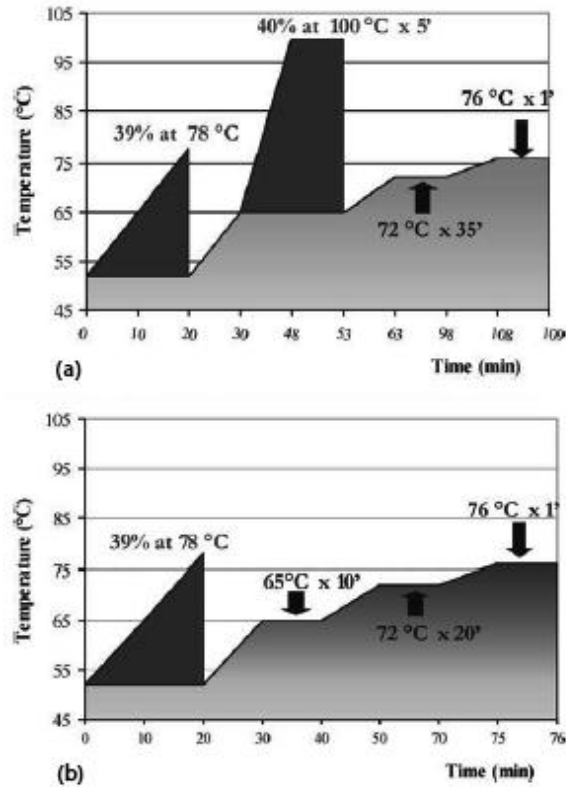 105
40% at 100 °C x 5'
95
85
76 °C x 1'
39% at 78 °C
75
65
72 °C x 35'
55
45
Temperature (°C)
0 10 20 30 48 53 63 98 108 109
Time (min)
(a)
105
95
85
76 °C x 1'
39% at 78 °C
75
65°C x 10'
65
72 °C x 20'
55
45
Temperature (°C)
0 10 20 30 40 50 70 75 76
Time (min)
(b)